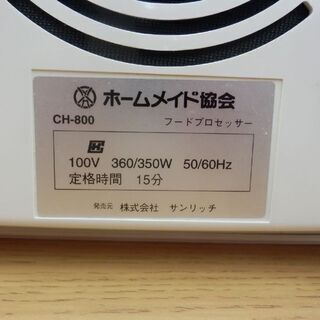 ホームメイド協会
CH-800 フードプロセッサー
100V 360/350W 50/60Hz
定格時間 15分
発売元 株式会社 サンリッチ